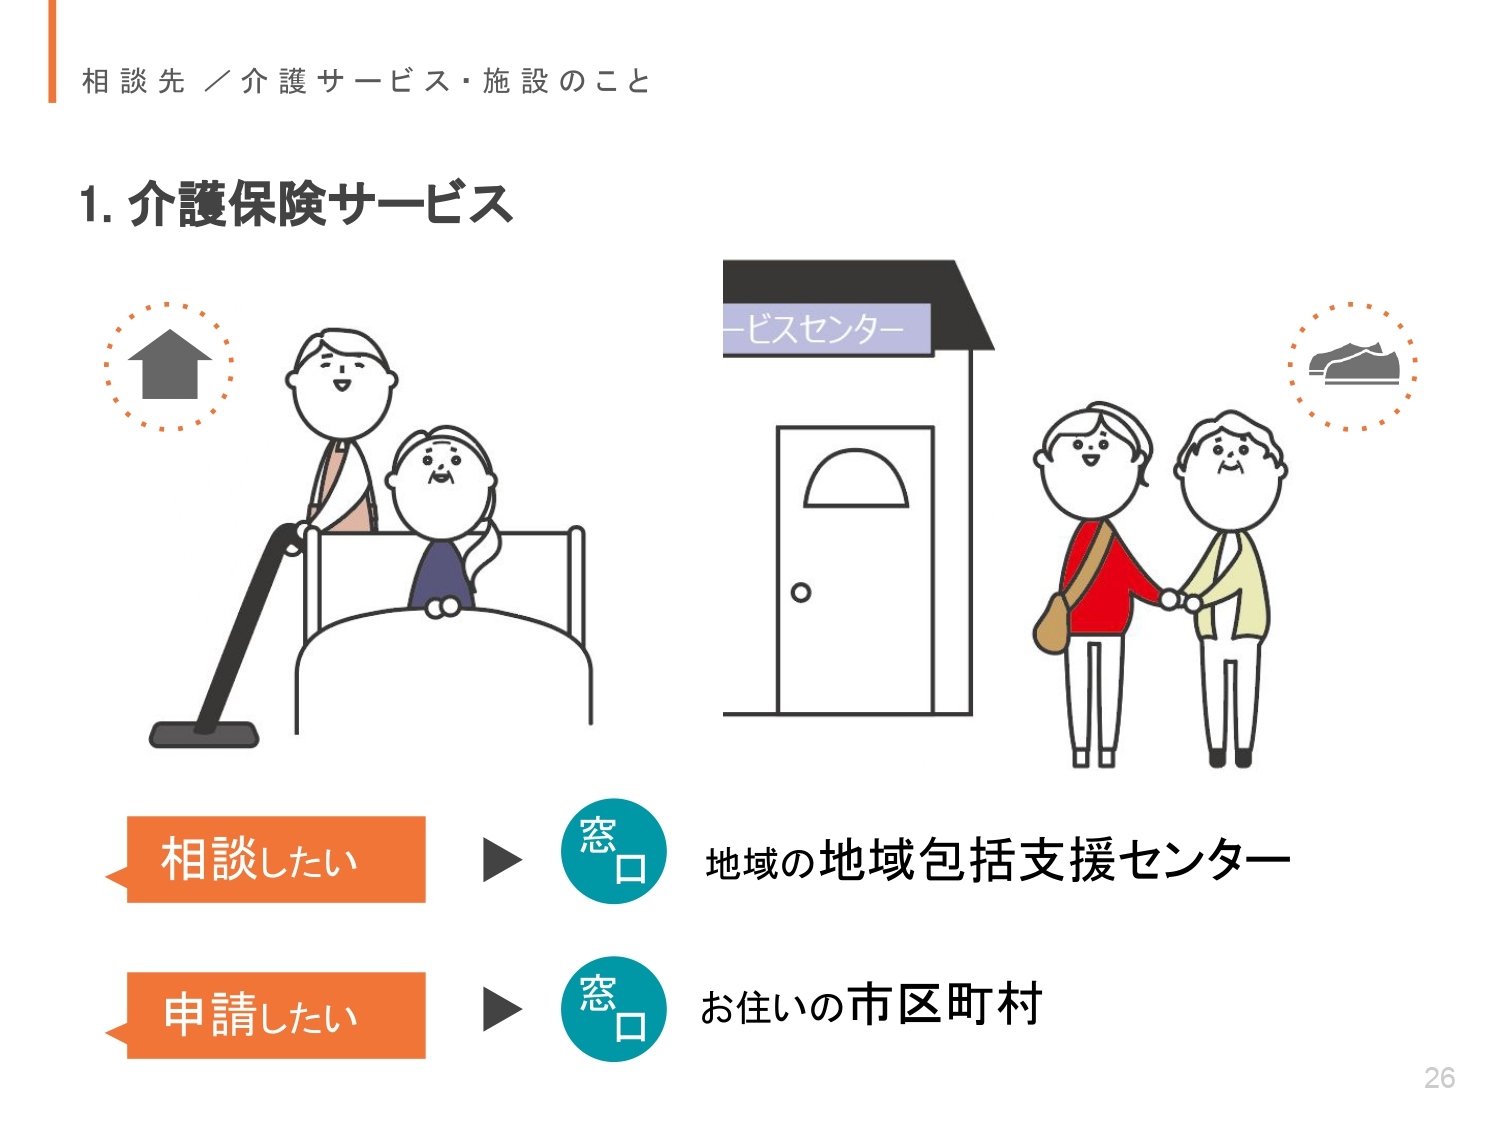 相談先 ／介護サービス・施設のこと
1. 介護保険サービス
ービスセンター
相談したい
窓口
地域の地域包括支援センター
申請したい
窓口
お住いの市区町村
26